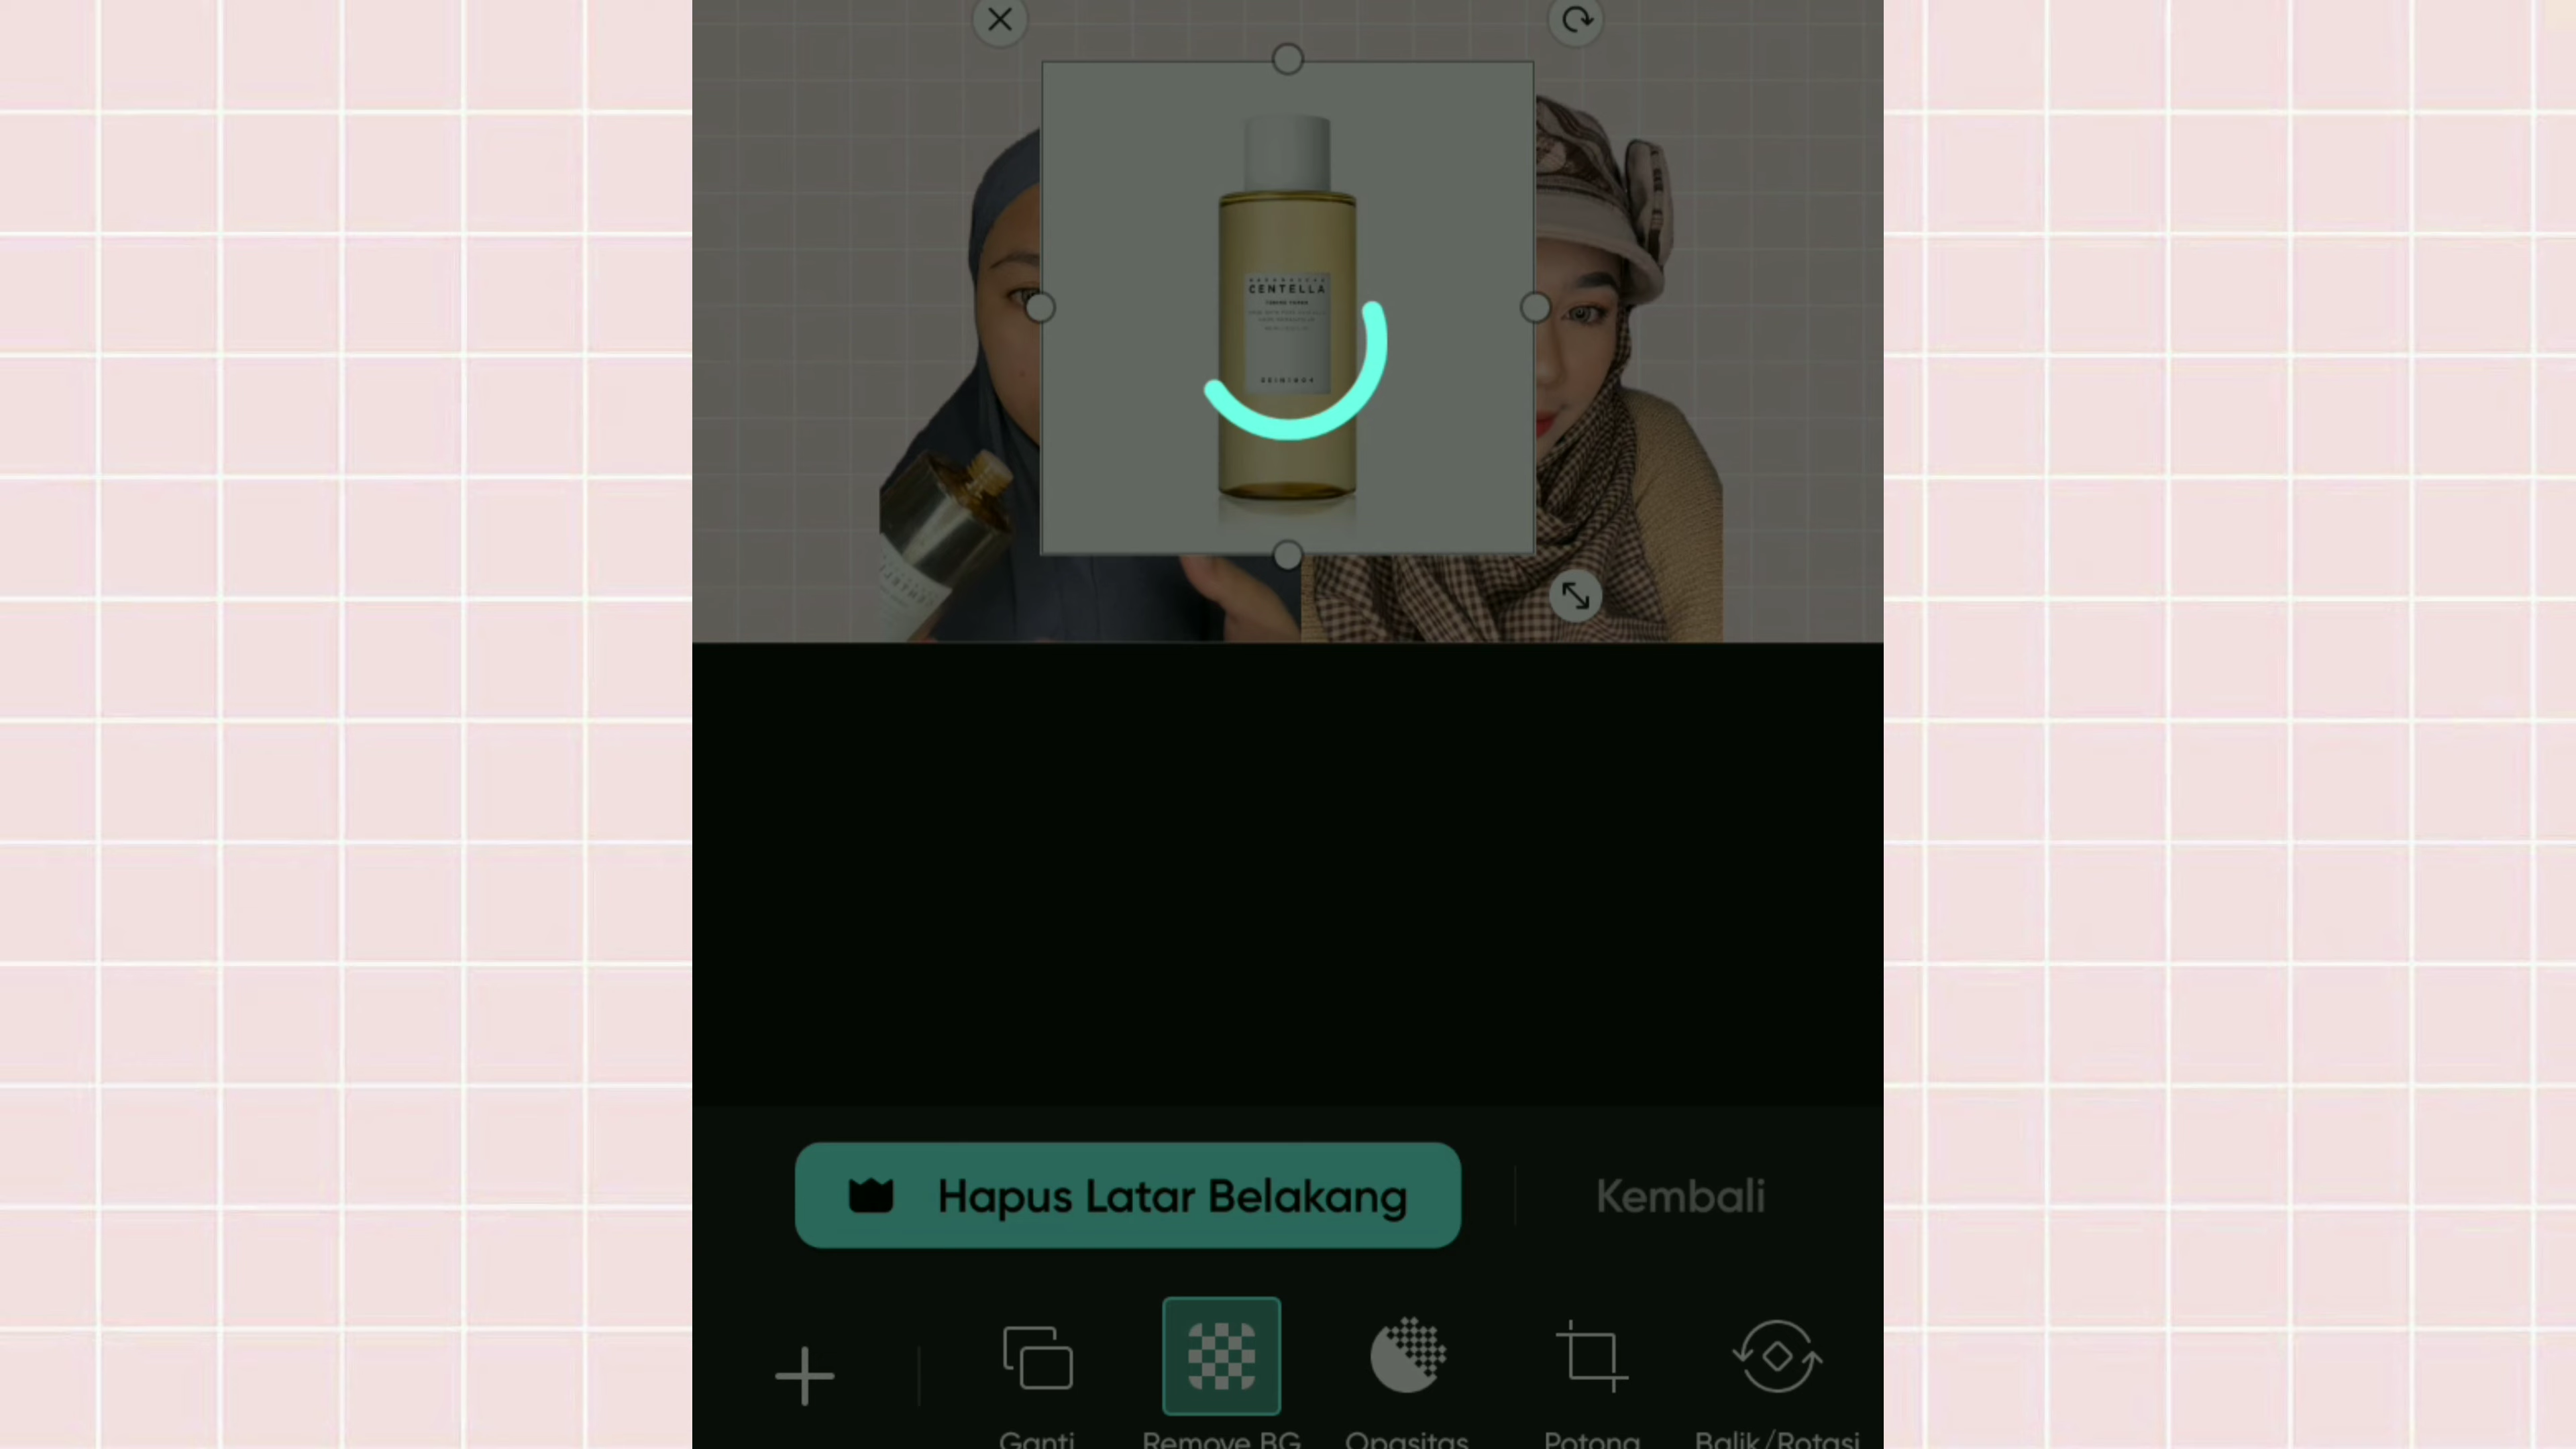 CENTELLA
Hapus Latar Belakang
Kembali
Ganti
Remove BG
Opasitas
Potong
Balik/Rotasi